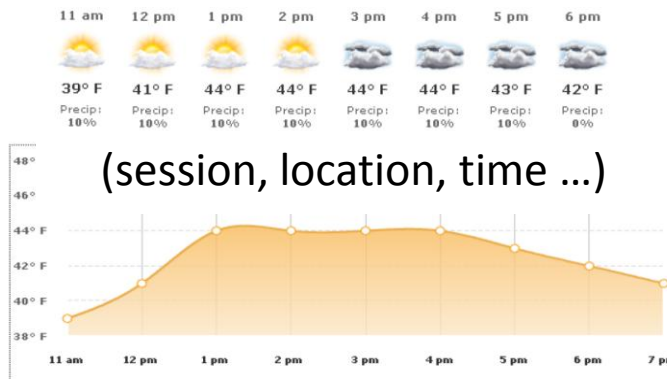 11 am 12 pm 1 pm 2 pm 3 pm 4 pm 5 pm 6 pm
39° F 41° F 44° F 44° F 44° F 44° F 43° F 42° F
Precip: Precip: Precip: Precip: Precip: Precip: Precip: Precip:
10% 10% 10% 10% 10% 10% 10% 0%
48°
(session, location, time ...)
46°
44° F
42° F
40° F
38° F
11 am 12 pm 1 pm 2 pm 3 pm 4 pm 5 pm 6 pm 7 p